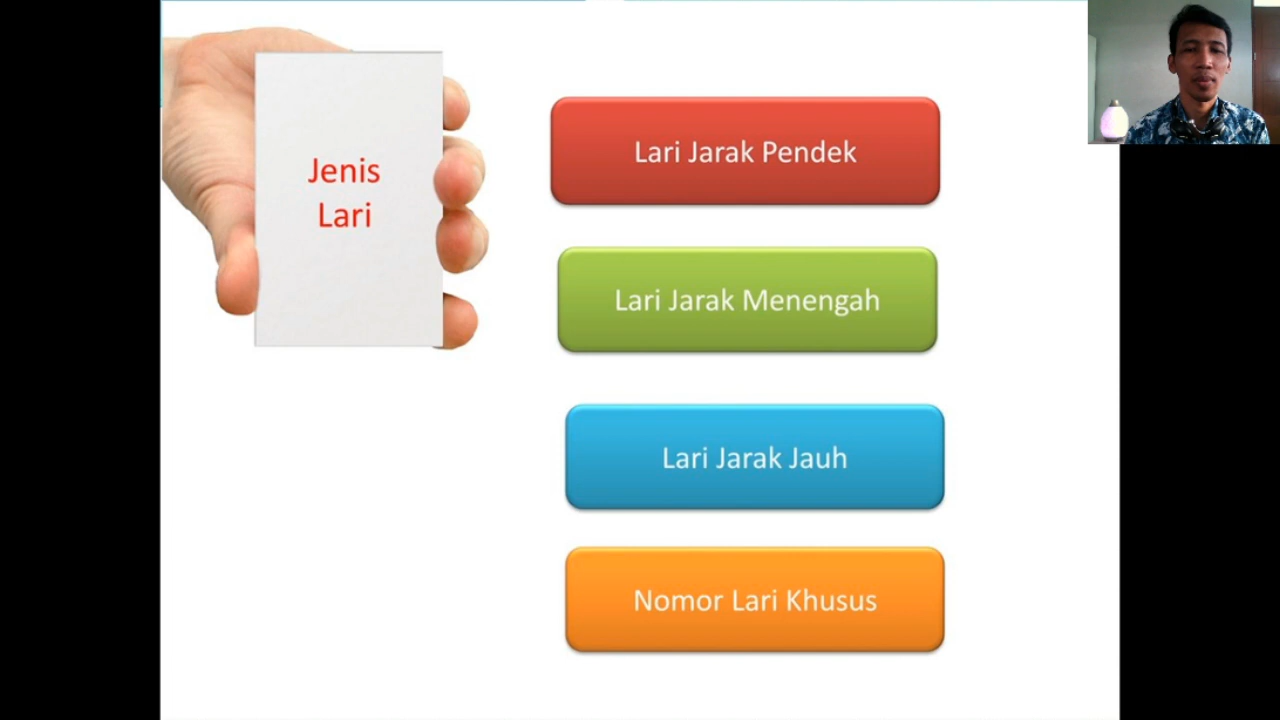 Jenis
Lari
Lari Jarak Pendek
Lari Jarak Menengah
Lari Jarak Jauh
Nomor Lari Khusus